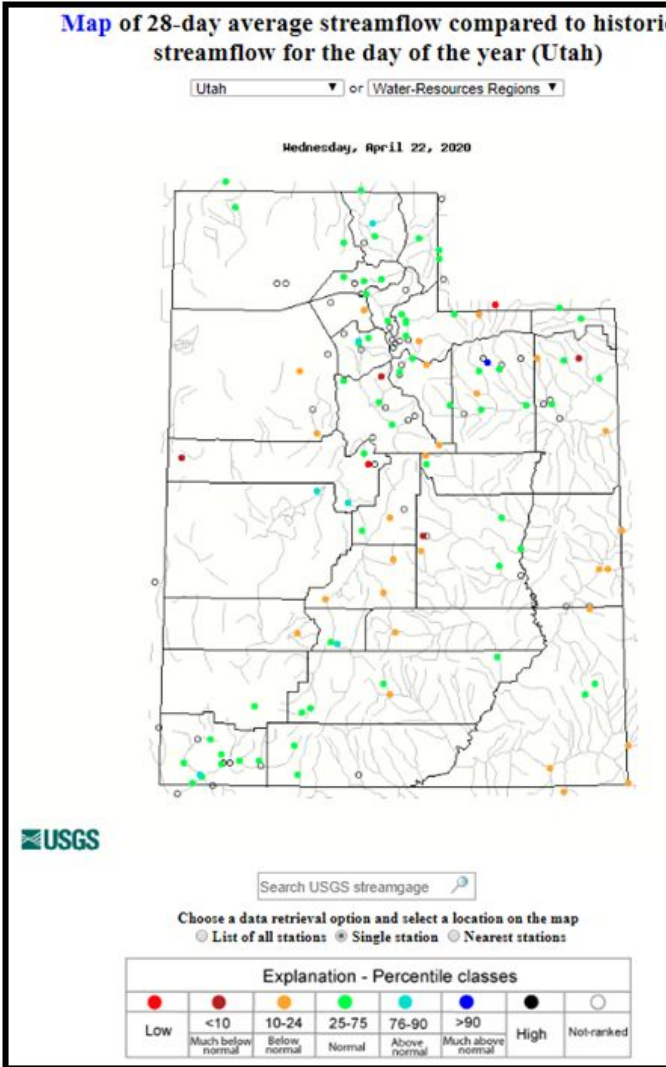 Map of 28-day average streamflow compared to histori
streamflow for the day of the year (Utah)
Utah or Water-Resources Regions
Wednesday, April 22, 2020
USGS
Search USGS streamgage
Choose a data retrieval option and select a location on the map
List of all stations Single station Nearest stations
Explanation - Percentile classes
Low <10 10-24 25-75 76-90 >90 High Not-ranked
Much below normal Below normal Normal Above normal Much above normal